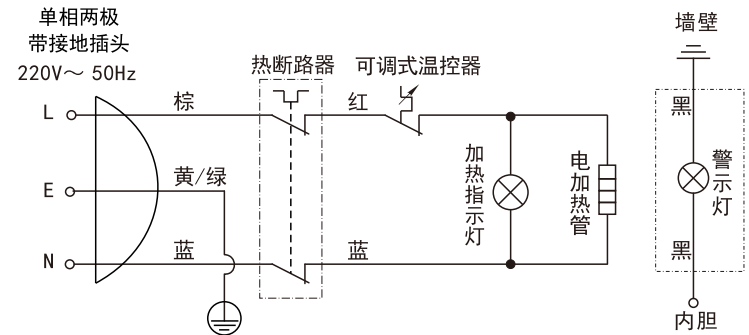 单相两极
带接地插头
220V～ 50Hz
热断路器
可调式温控器
墙壁
L
棕
红
黑
E
黄/绿
加热指示灯
电加热管
警示灯
N
蓝
蓝
黑
内胆